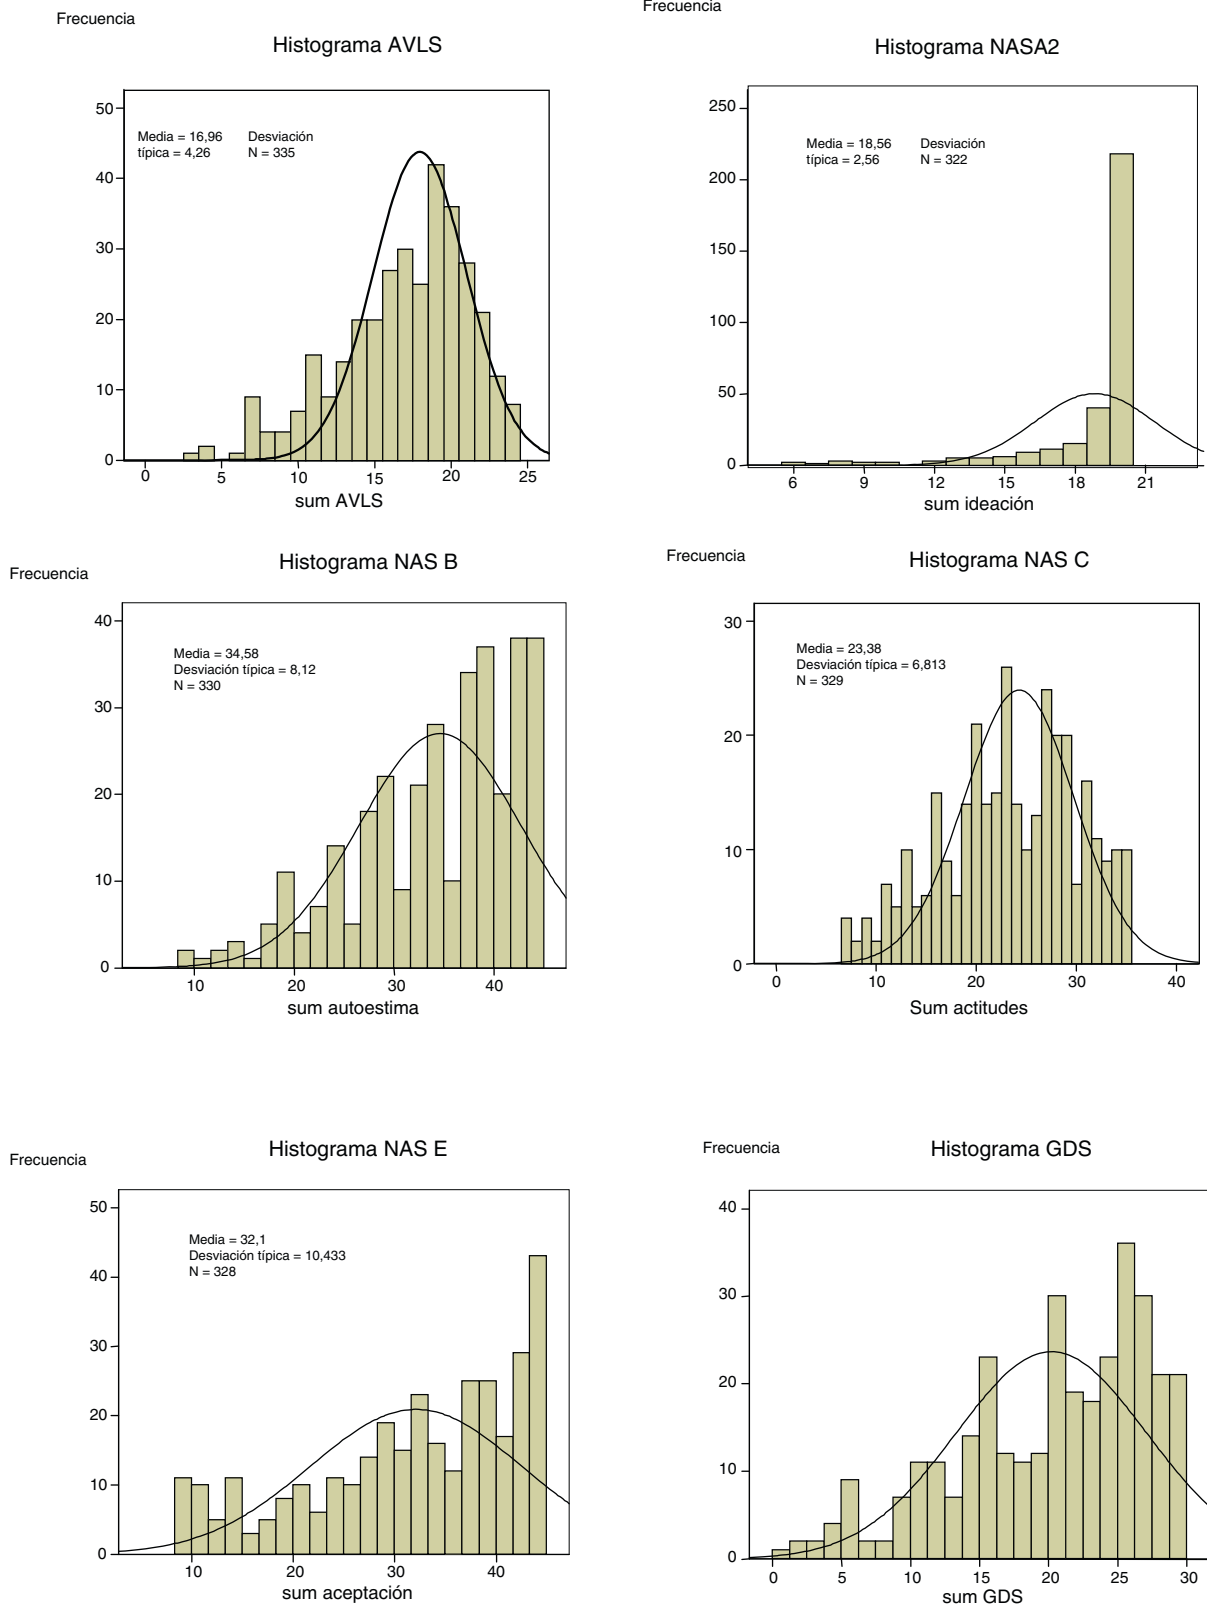 Frecuencia
Histograma AVLS
50
40
30
20
10
0
Media = 16,96 Desviación
típica = 4,26 N = 335
0 5 10 15 20 25
sum AVLS
Frecuencia
Histograma NASA2
250
200
150
100
50
0
Media = 18,56 Desviación
típica = 2,56 N = 322
6 9 12 15 18 21
sum ideación
Frecuencia
Histograma NAS B
40
30
20
10
0
Media = 34,58
Desviación típica = 8,12
N = 330
10 20 30 40
sum autoestima
Frecuencia
Histograma NAS C
30
20
10
0
Media = 23,38
Desviación típica = 6,813
N = 329
0 10 20 30 40
Sum actitudes
Frecuencia
Histograma NAS E
50
40
30
20
10
0
Media = 32,1
Desviación típica = 10,433
N = 328
10 20 30 40
sum aceptación
Frecuencia
Histograma GDS
40
30
20
10
0
0 5 10 15 20 25 30
sum GDS